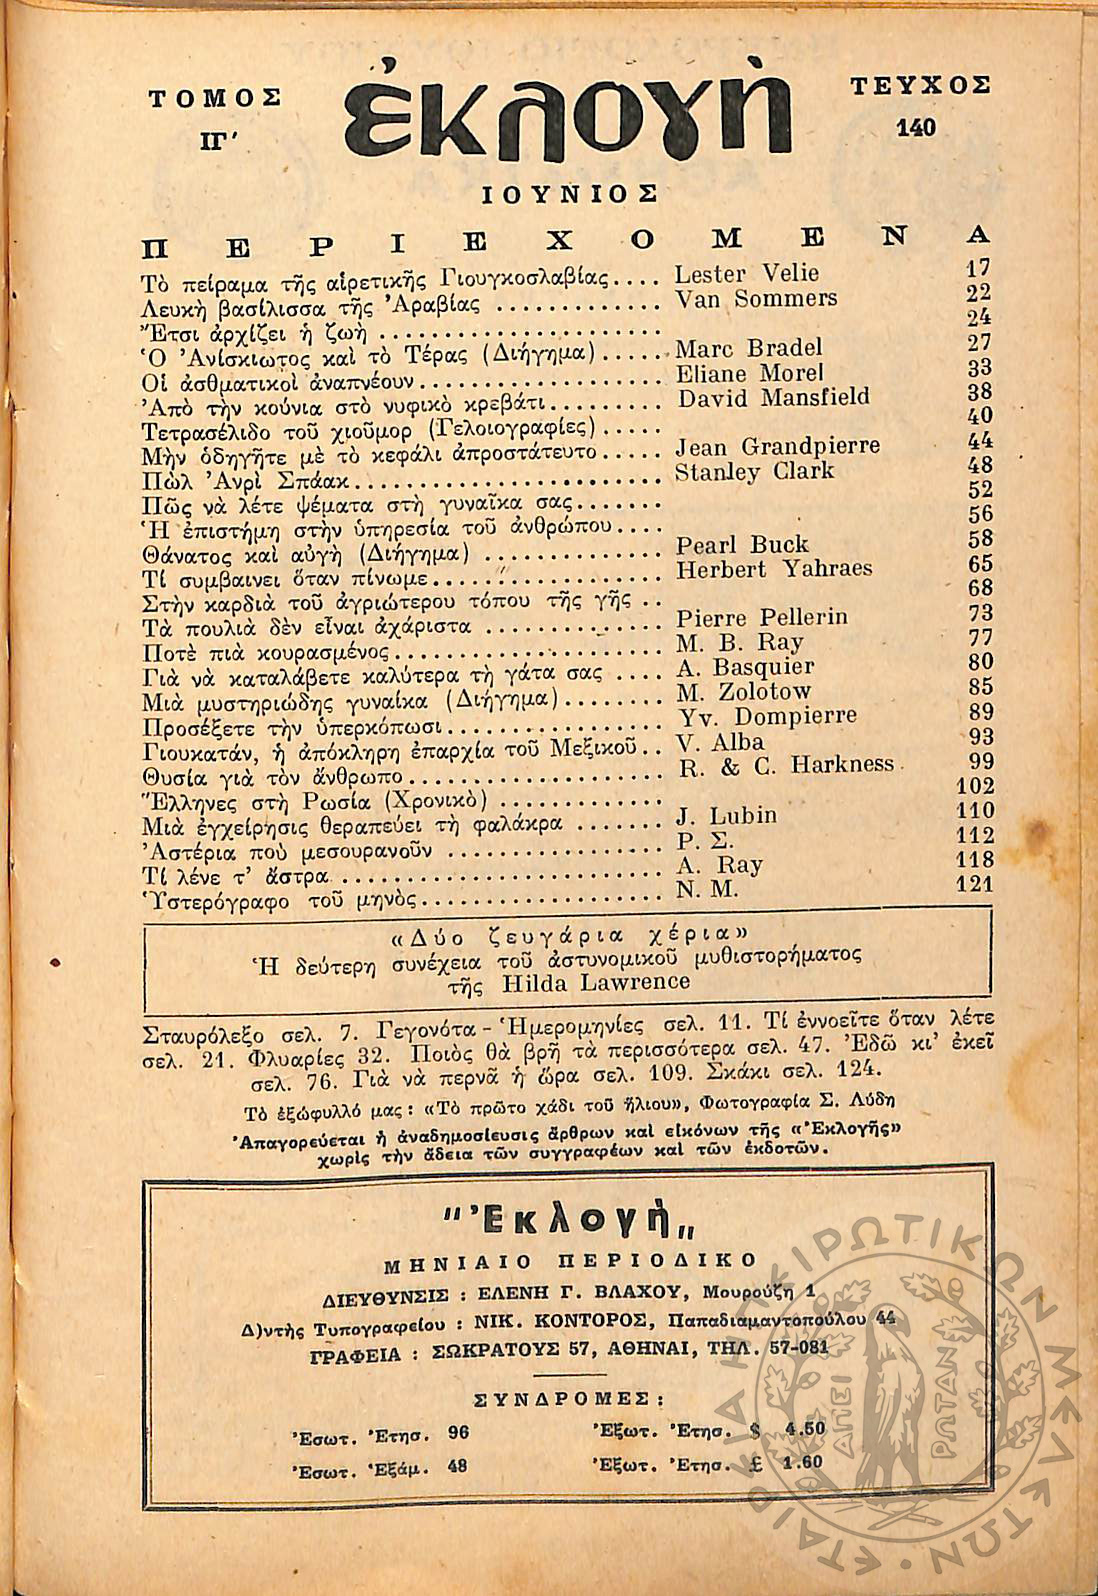 ΤΟΜΟΣ
ΙΓ′
ἐκλογὴ
ΤΕΥΧΟΣ
140
ΙΟΥΝΙΟΣ
ΠΕΡΙΕΧΟΜΕΝΑ
Τὸ πείραμα τῆς αἱρετικῆς Γιουγκοσλαβίας.... Lester Velie 17
Λευκὴ βασίλισσα τῆς Ἀραβίας ............. Van Sommers 22
Ἔτσι ἀρχίζει ἡ ζωὴ ...................... 24
Ὁ Ἀνίσκιωτος καὶ τὸ Τέρας (Διήγημα)..... Marc Bradel 27
Οἱ ἀσθματικοὶ ἀναπνέουν................... Eliane Morel 33
Ἀπὸ τὴν κούνια στὸ νυφικὸ κρεβάτι......... David Mansfield 38
Τετρασέλιδο τοῦ χιοῦμορ (Γελοιογραφίες)..... 40
Μὴν ὁδηγῆτε μὲ τὸ κεφάλι ἀπροστάτευτο..... Jean Grandpierre 44
Πὼλ Ἀνρὶ Σπάακ........................ Stanley Clark 48
Πῶς νὰ λέτε ψέματα στὴ γυναῖκα σας....... 52
Ἡ ἐπιστήμη στὴν ὑπηρεσία τοῦ ἀνθρώπου.... 56
Θάνατος καὶ αὐγὴ (Διήγημα) .............. Pearl Buck 58
Τί συμβαινει ὅταν πίνωμε.................. Herbert Yahraes 65
Στὴν καρδιὰ τοῦ ἀγριώτερου τόπου τῆς γῆς .. 68
Τὰ πουλιὰ δὲν εἶναι ἀχάριστα .............. Pierre Pellerin 73
Ποτὲ πιὰ κουρασμένος..................... M. B. Ray 77
Γιὰ νὰ καταλάβετε καλύτερα τὴ γάτα σας .... A. Basquier 80
Μιὰ μυστηριώδης γυναίκα (Διήγημα)........ M. Zolotow 85
Προσέξετε τὴν ὑπερκόπωσι................. Yv. Dompierre 89
Γιουκατάν, ἡ ἀπόκληρη ἐπαρχία τοῦ Μεξικοῦ.. V. Alba 93
Θυσία γιὰ τὸν ἄνθρωπο.................... R. & C. Harkness 99
Ἕλληνες στὴ Ρωσία (Χρονικὸ) ............. 102
Μιὰ ἐγχείρησις θεραπεύει τὴ φαλάκρα ....... J. Lubin 110
Ἀστέρια ποὺ μεσουρανοῦν ................. Ρ. Σ. 112
Τί λένε τ' ἄστρα......................... A. Ray 118
Ὑστερόγραφο τοῦ μηνὸς................... N. M. 121
«Δύο ζευγάρια χέρια»
Ἡ δεύτερη συνέχεια τοῦ ἀστυνομικοῦ μυθιστορήματος
τῆς Hilda Lawrence
Σταυρόλεξο σελ. 7. Γεγονότα - Ἡμερομηνίες σελ. 11. Τί ἐννοεῖτε ὅταν λέτε
σελ. 21. Φλυαρίες 32. Ποιὸς θὰ βρῆ τὰ περισσότερα σελ. 47. Ἐδῶ κι' ἐκεῖ
σελ. 76. Γιὰ νὰ περνᾶ ἡ ὥρα σελ. 109. Σκάκι σελ. 124.
Τὸ ἐξώφυλλό μας: «Τὸ πρῶτο χάδι τοῦ ἥλιου», Φωτογραφία Σ. Λύδη
Ἀπαγορεύεται ἡ ἀναδημοσίευσις ἄρθρων καὶ εἰκόνων τῆς «Ἐκλογῆς»
χωρὶς τὴν ἄδεια τῶν συγγραφέων καὶ τῶν ἐκδοτῶν.
"Ἐκλογὴ„
ΜΗΝΙΑΙΟ ΠΕΡΙΟΔΙΚΟ
ΔΙΕΥΘΥΝΣΙΣ : ΕΛΕΝΗ Γ. ΒΛΑΧΟΥ, Μουρούζη 1
Δ)ντὴς Τυπογραφείου : ΝΙΚ. ΚΟΝΤΟΡΟΣ, Παπαδιαμαντοπούλου 44
ΓΡΑΦΕΙΑ : ΣΩΚΡΑΤΟΥΣ 57, ΑΘΗΝΑΙ, ΤΗΛ. 57-081
ΣΥΝΔΡΟΜΕΣ :
Ἐσωτ. Ἐτησ. 96 Ἐξωτ. Ἐτησ. $ 4.50
Ἐσωτ. Ἐξάμ. 48 Ἐξωτ. Ἐτησ. £ 1.60
ΕΤΑΙΡΕΙΑ ΗΠΕΙΡΩΤΙΚΩΝ ΜΕΛΕΤΩΝ
ΑΠΕΙ ΡΩΤΑΝ